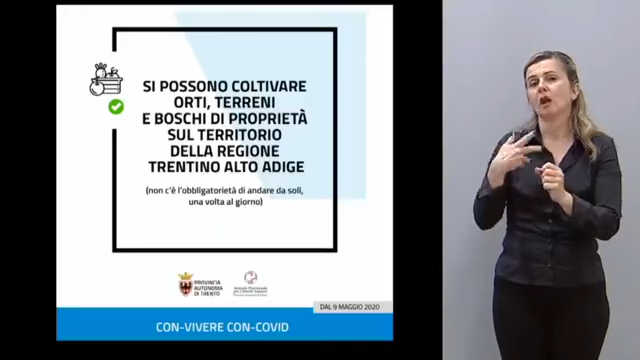 SI POSSONO COLTIVARE
ORTI, TERRENI
E BOSCHI DI PROPRIETÀ
SUL TERRITORIO
DELLA REGIONE
TRENTINO ALTO ADIGE
(non c'è l'obbligatorietà di andare da soli,
una volta al giorno)
PROVINCIA
AUTONOMA
DI TRENTO
DAL 9 MAGGIO 2020
CON-VIVERE CON-COVID